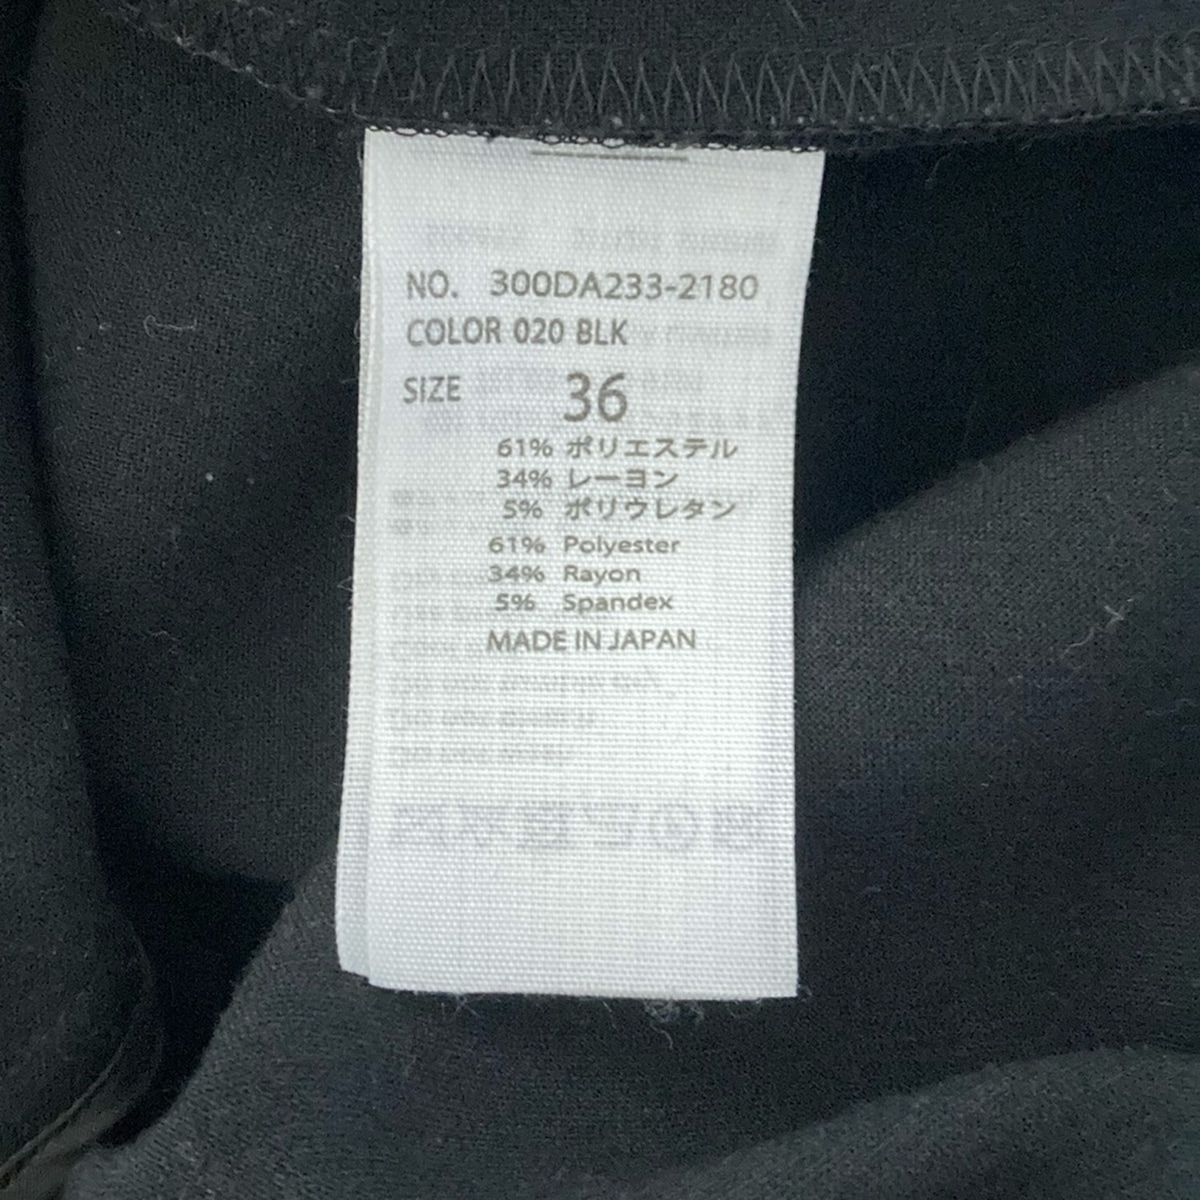 NO. 300DA233-2180
COLOR 020 BLK
SIZE 36
61% ポリエステル
34% レーヨン
5% ポリウレタン
61% Polyester
34% Rayon
5% Spandex
MADE IN JAPAN